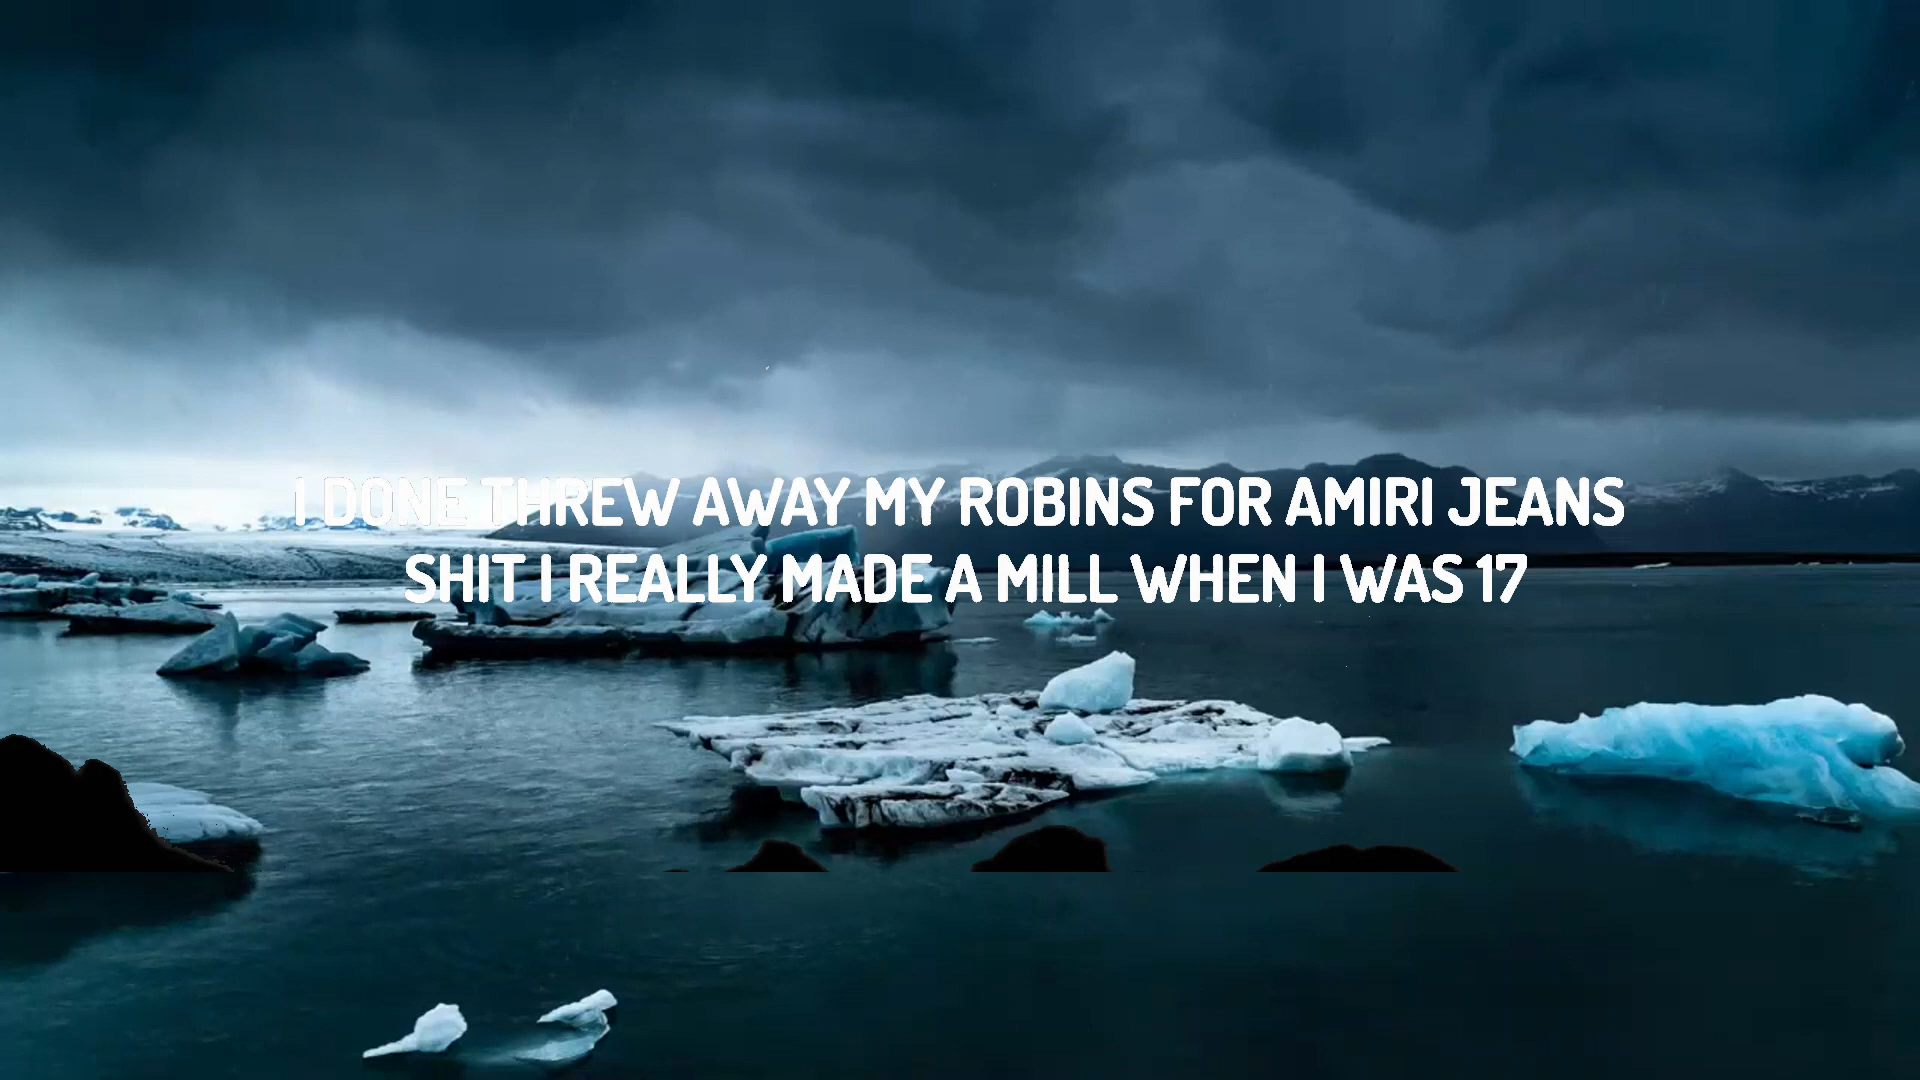 I DONE THREW AWAY MY ROBINS FOR AMIRI JEANS
SHIT I REALLY MADE A MILL WHEN I WAS 17